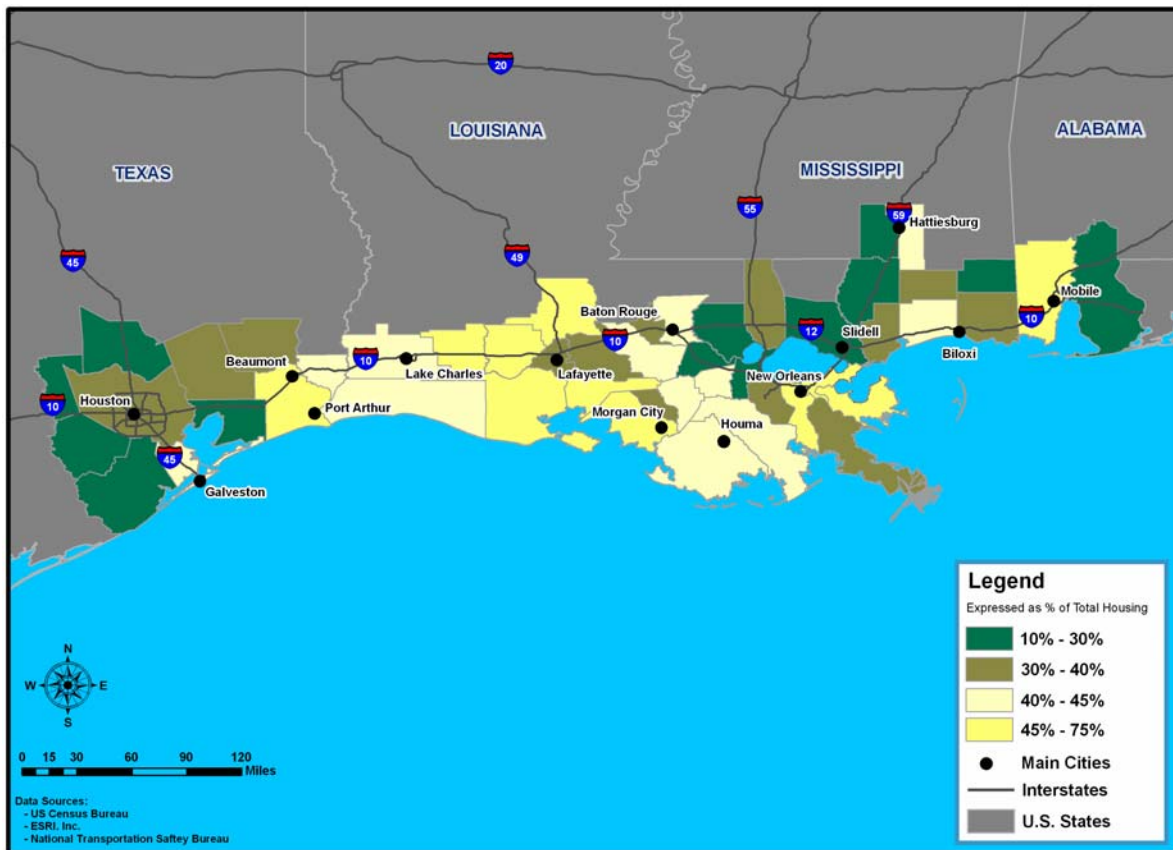 20
LOUISIANA
ALABAMA
TEXAS
MISSISSIPPI
55
59
Hattiesburg
45
49
Mobile
Baton Rouge
10
12
10
Slidell
Beaumont
10
Lake Charles
Lafayette
New Orleans
Biloxi
10
Houston
Port Arthur
Morgan City
Houma
45
Galveston
Legend
Expressed as % of Total Housing
10% - 30%
30% - 40%
40% - 45%
45% - 75%
Main Cities
Interstates
U.S. States
N
W E
S
0 15 30 60 90 120
Miles
Data Sources:
- US Census Bureau
- ESRI, Inc.
- National Transportation Saftey Bureau